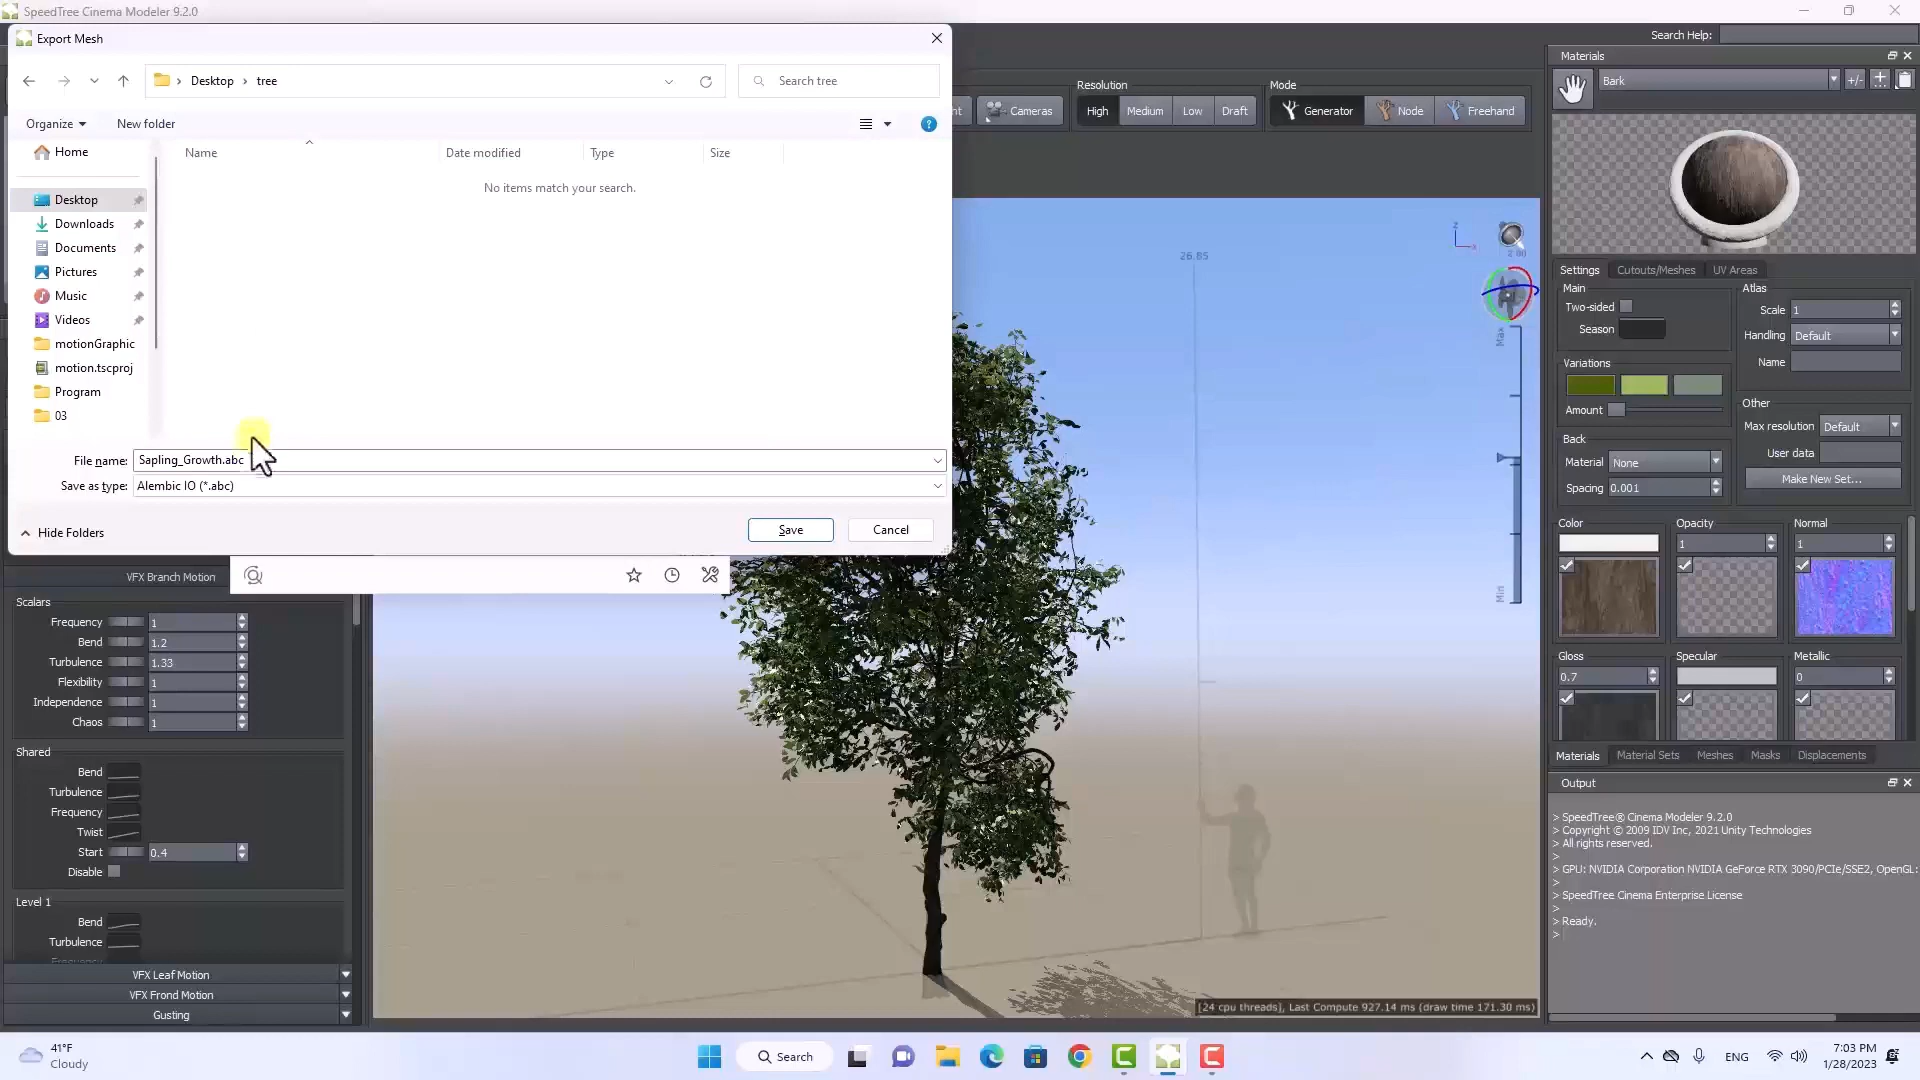 SpeedTree Cinema Modeler 9.2.0
Export Mesh
Search Help:
Materials
Desktop
tree
Search tree
Bark
+/-
Resolution
Mode
ht
Cameras
High
Medium
Low
Draft
Generator
Node
Freehand
Organize
New folder
?
Home
Name
Date modified
Type
Size
No items match your search.
Desktop
Downloads
Documents
Pictures
Music
Videos
motionGraphic
motion.tscproj
Program
03
File name:
Sapling_Growth.abc
Save as type:
Alembic IO (*.abc)
Hide Folders
Save
Cancel
26.85
Z
X
Max
Min
Settings
Cutouts/Meshes
UV Areas
Main
Two-sided
Season
Atlas
Scale
1
Handling
Default
Name
Variations
Amount
Other
Max resolution
Default
User data
Make New Set...
Back
Material
None
Spacing
0.001
Color
Opacity
Normal
1
1
Gloss
Specular
Metallic
0.7
0
Materials
Material Sets
Meshes
Masks
Displacements
Output
> SpeedTree® Cinema Modeler 9.2.0
> Copyright © 2009 IDV Inc, 2021 Unity Technologies
> All rights reserved.
>
> GPU: NVIDIA Corporation NVIDIA GeForce RTX 3090/PCIe/SSE2, OpenGL:
>
> SpeedTree Cinema Enterprise License
>
> Ready.
>
VFX Branch Motion
Scalars
Frequency
1
Bend
1.2
Turbulence
1.33
Flexibility
1
Independence
1
Chaos
1
Shared
Bend
Turbulence
Frequency
Twist
Start
0.4
Disable
Level 1
Bend
Turbulence
Frequency
VFX Leaf Motion
VFX Frond Motion
Gusting
[24 cpu threads], Last Compute 927.14 ms (draw time 171.30 ms)
41°F
Cloudy
Search
ENG
7:03 PM
1/28/2023